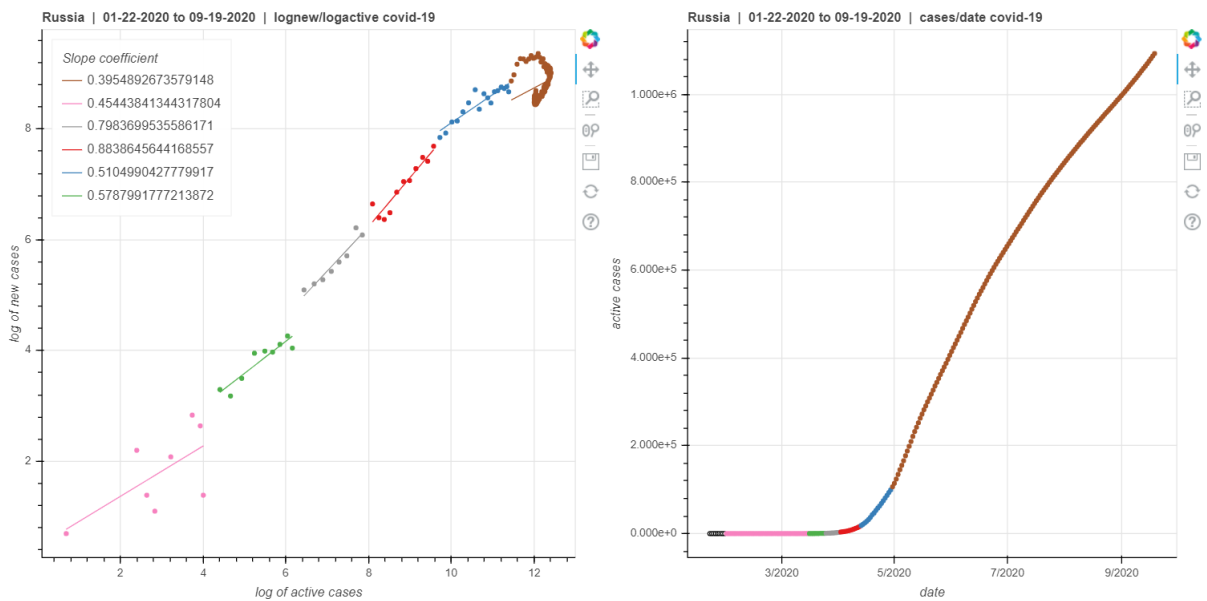 Russia | 01-22-2020 to 09-19-2020 | lognew/logactive covid-19
Slope coefficient
0.3954892673579148
0.45443841344317804
0.7983699535586171
0.8838645644168557
0.5104990427779917
0.5787991777213872
8
6
4
2
log of new cases
2 4 6 8 10 12
log of active cases
Russia | 01-22-2020 to 09-19-2020 | cases/date covid-19
1.000e+6
8.000e+5
6.000e+5
4.000e+5
2.000e+5
0.000e+0
active cases
3/2020 5/2020 7/2020 9/2020
date